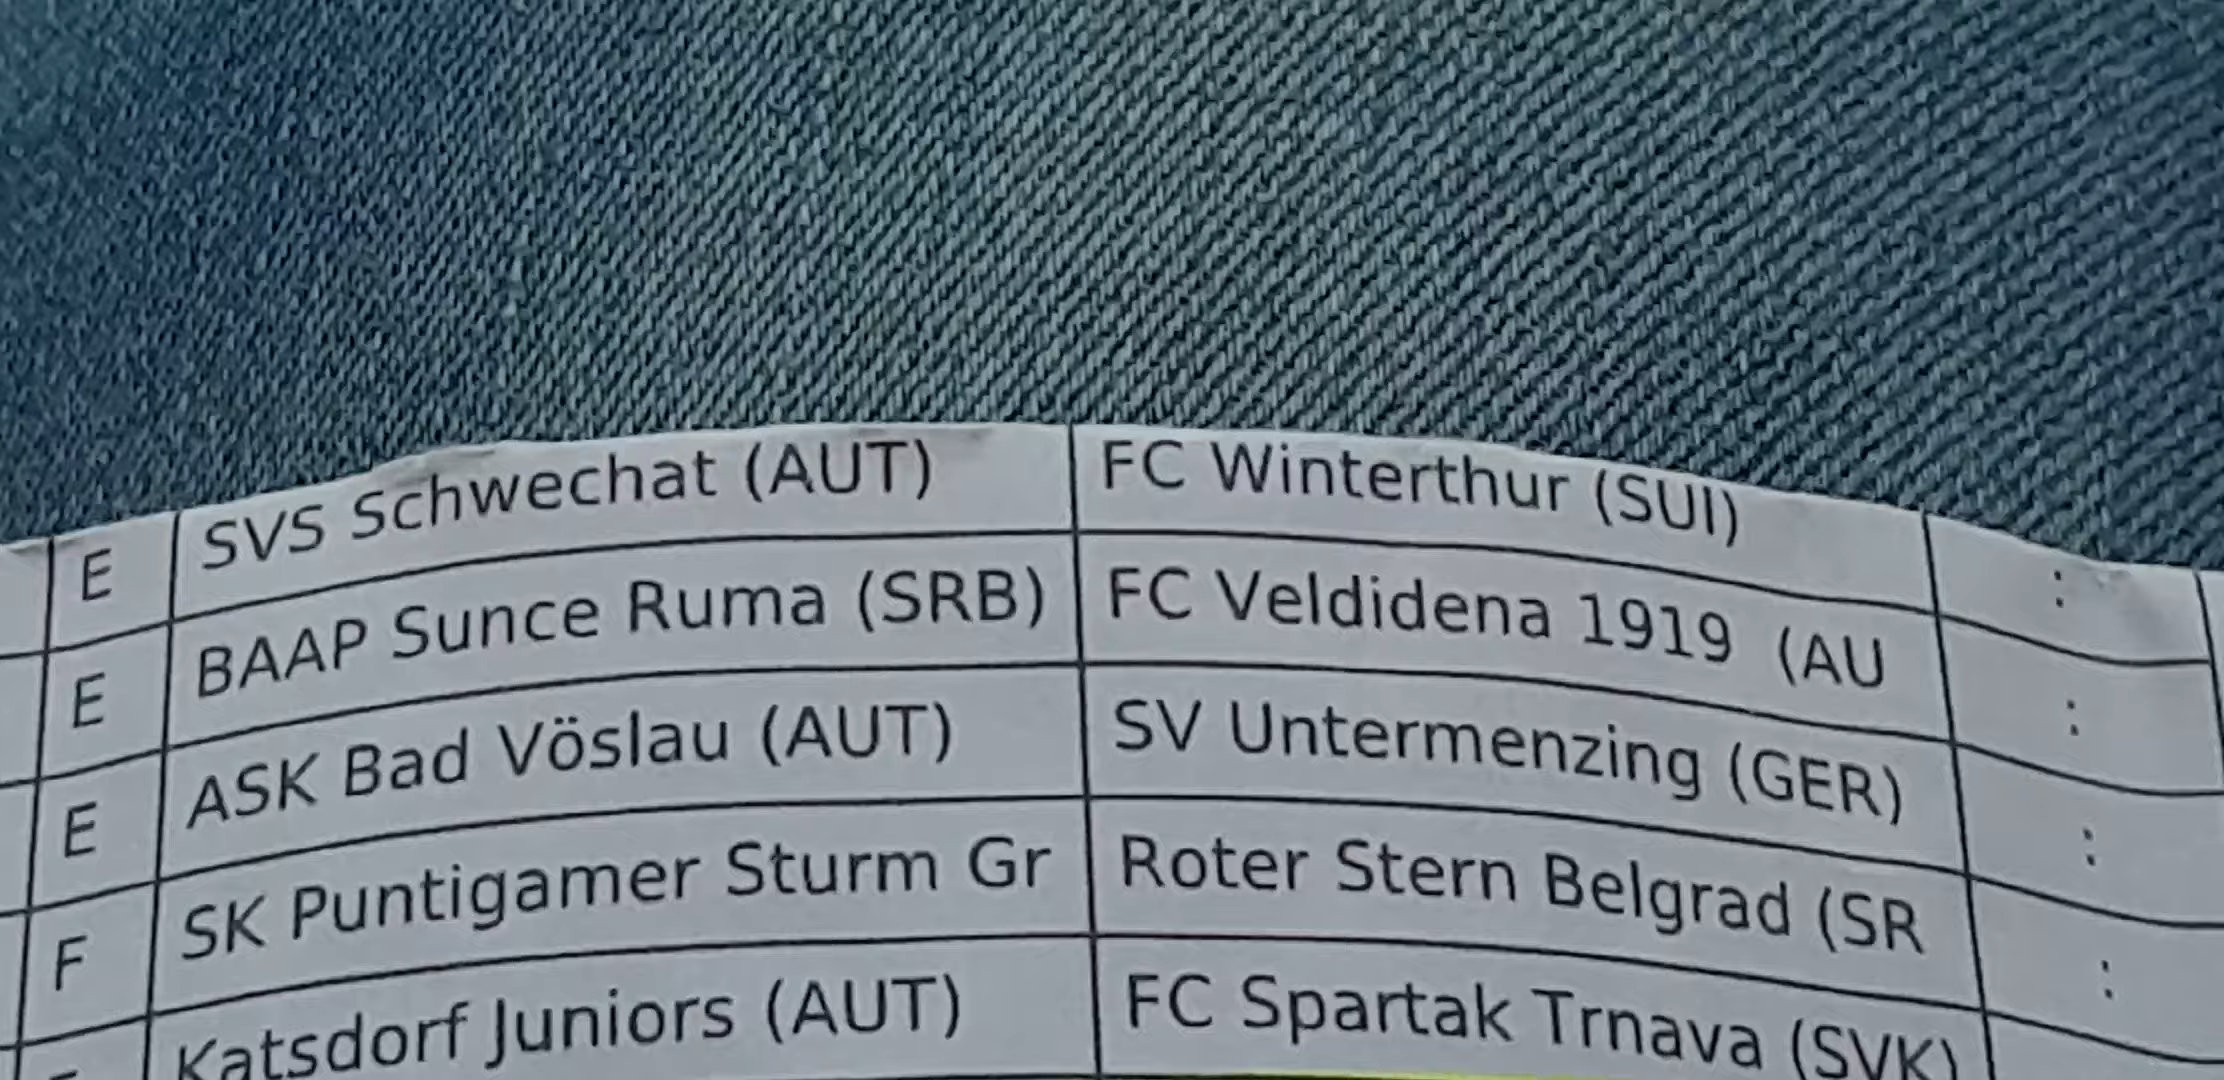 E SVS Schwechat (AUT) FC Winterthur (SUI) :
E BAAP Sunce Ruma (SRB) FC Veldidena 1919 (AU :
E ASK Bad Vöslau (AUT) SV Untermenzing (GER) :
F SK Puntigamer Sturm Gr Roter Stern Belgrad (SR :
Katsdorf Juniors (AUT) FC Spartak Trnava (SVK)